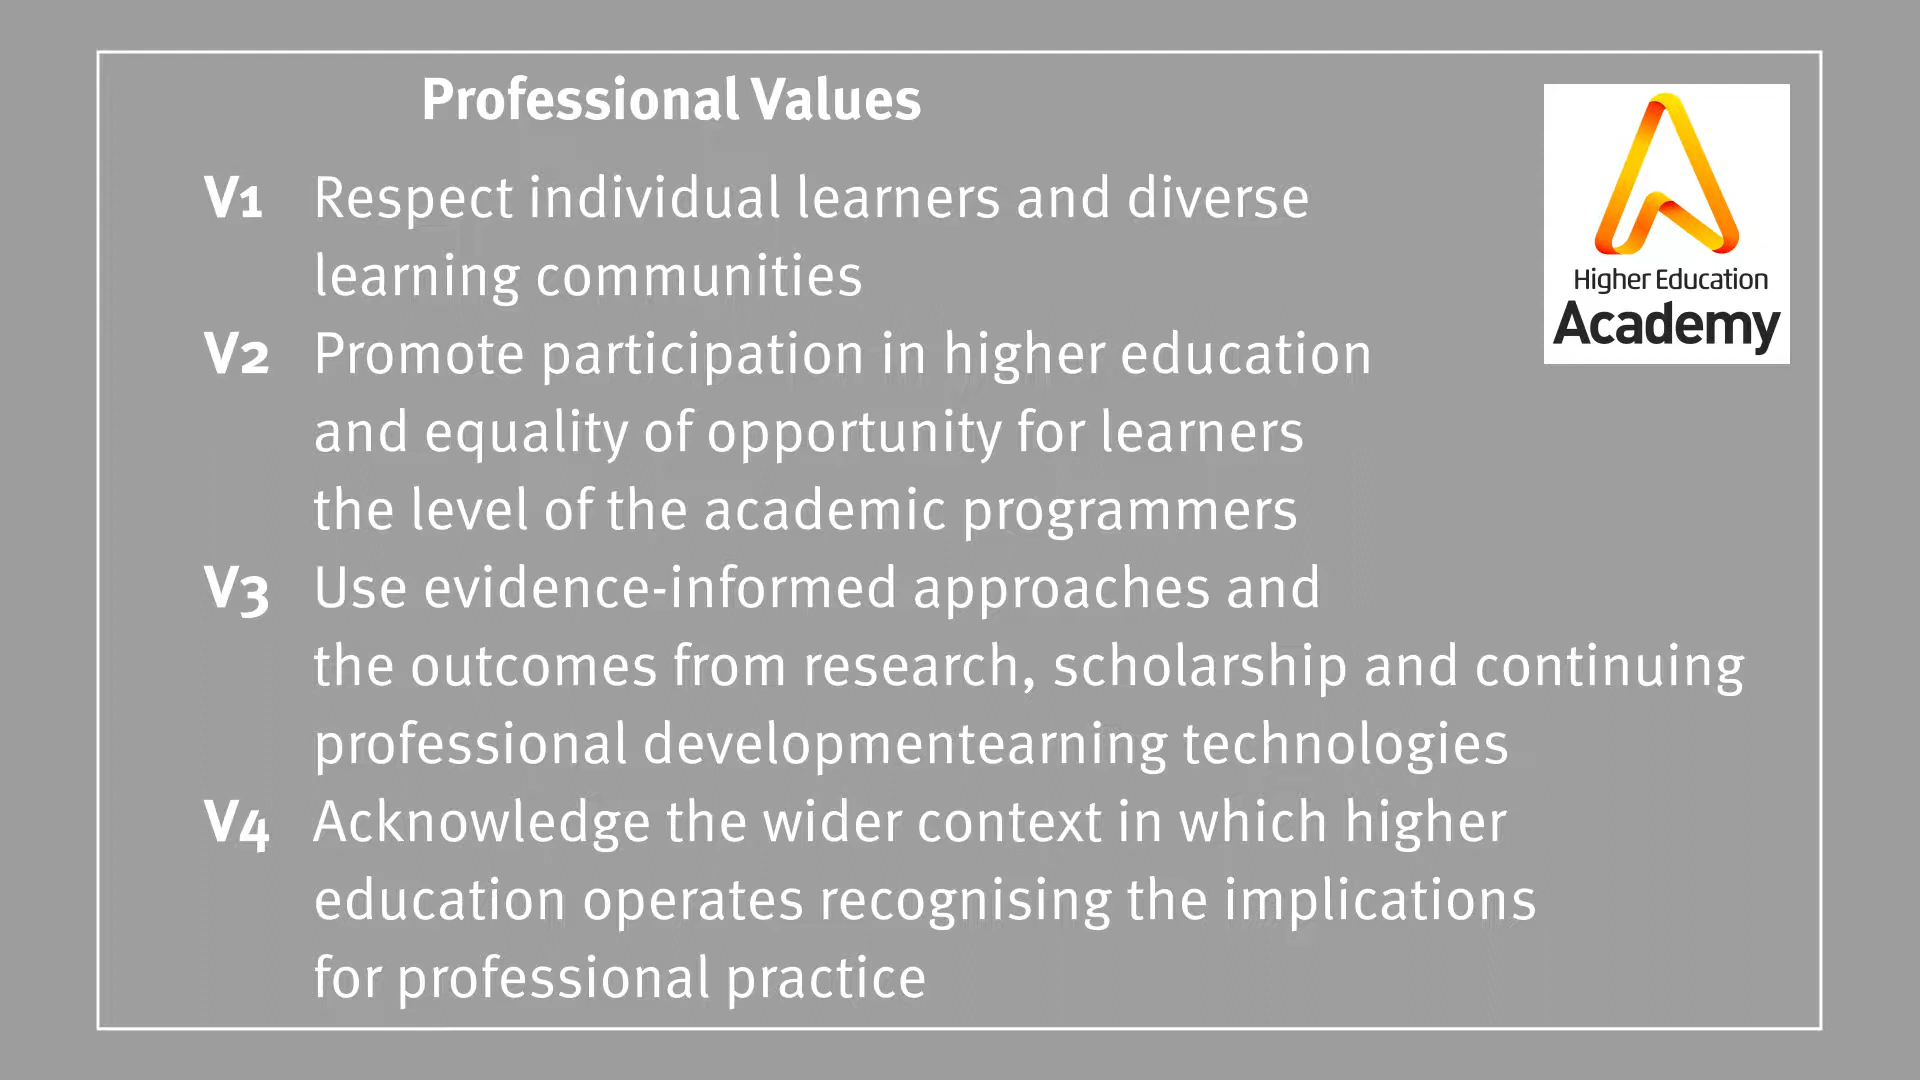 Professional Values
V1 Respect individual learners and diverse
learning communities
V2 Promote participation in higher education
and equality of opportunity for learners
the level of the academic programmers
V3 Use evidence-informed approaches and
the outcomes from research, scholarship and continuing
professional developmentearning technologies
V4 Acknowledge the wider context in which higher
education operates recognising the implications
for professional practice
Higher Education
Academy